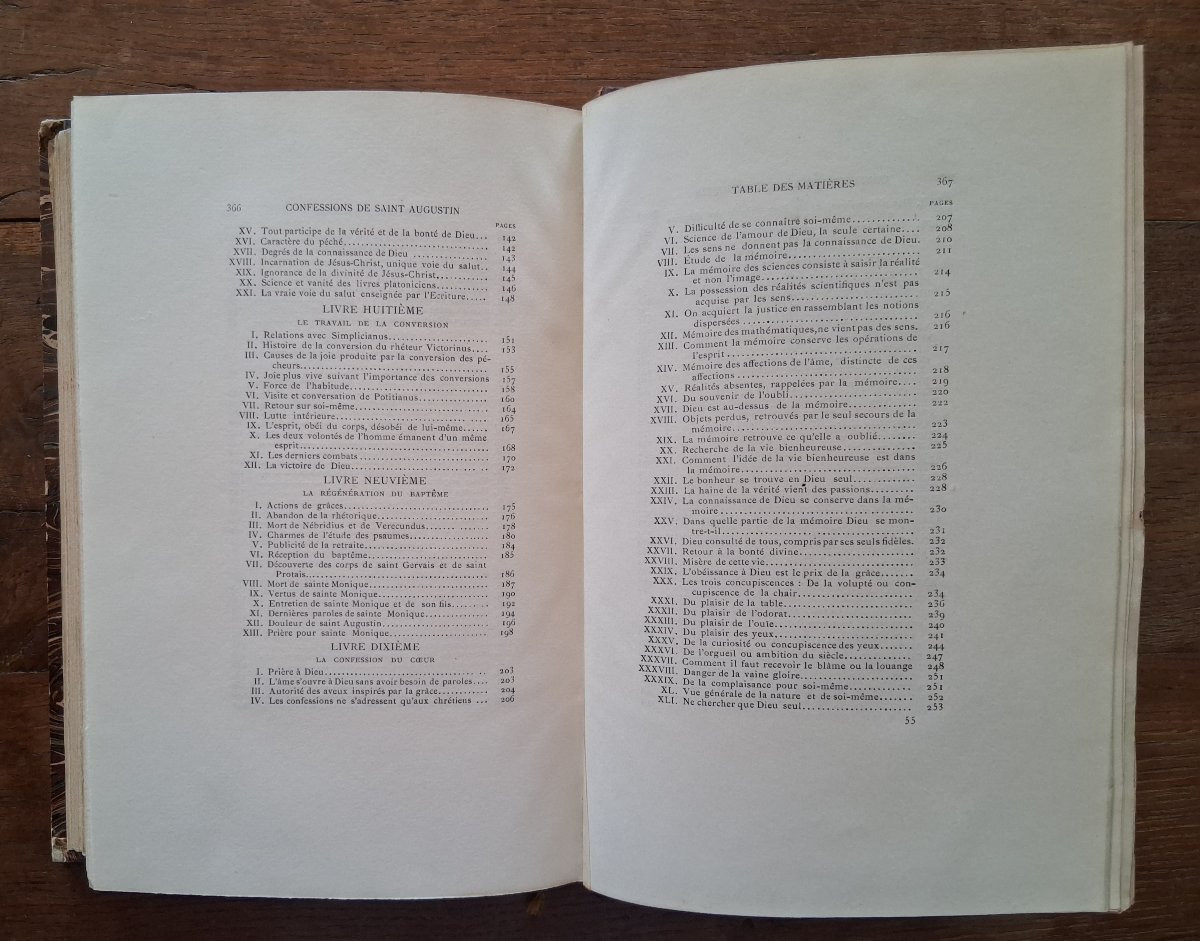 366 CONFESSIONS DE SAINT AUGUSTIN
PAGES
XV. Tout participe de la vérité et de la bonté de Dieu... 142
XVI. Caractère du péché........ 142
XVII. Degrés de la connaissance de Dieu ........ 143
XVIII. Incarnation de Jésus-Christ, unique voie du salut.. 144
XIX. Ignorance de la divinité de Jésus-Christ........ 145
XX. Science et vanité des livres platoniciens........ 146
XXI. La vraie voie du salut enseignée par l'Ecriture..... 148
LIVRE HUITIÈME
LE TRAVAIL DE LA CONVERSION
I. Relations avec Simplicianus........ 151
II. Histoire de la conversion du rhéteur Victorinus.... 153
III. Causes de la joie produite par la conversion des pé-
cheurs........ 155
IV. Joie plus vive suivant l'importance des conversions 157
V. Force de l'habitude........ 158
VI. Visite et conversation de Potitianus........ 160
VII. Retour sur soi-même........ 164
VIII. Lutte intérieure........ 165
IX. L'esprit, obéi du corps, désobéi de lui-même...... 167
X. Les deux volontés de l'homme émanent d'un même
esprit........ 168
XI. Les derniers combats........ 170
XII. La victoire de Dieu........ 172
LIVRE NEUVIÈME
LA RÉGÉNÉRATION DU BAPTÊME
I. Actions de grâces........ 175
II. Abandon de la rhétorique........ 176
III. Mort de Nébridius et de Verecundus........ 178
IV. Charmes de l'étude des psaumes........ 180
V. Publicité de la retraite........ 184
VI. Réception du baptême........ 185
VII. Découverte des corps de saint Gervais et de saint
Protais........ 186
VIII. Mort de sainte Monique........ 187
IX. Vertus de sainte Monique........ 190
X. Entretien de sainte Monique et de son fils........ 192
XI. Dernières paroles de sainte Monique........ 194
XII. Douleur de saint Augustin........ 196
XIII. Prière pour sainte Monique........ 198
LIVRE DIXIÈME
LA CONFESSION DU CŒUR
I. Prière à Dieu........ 203
II. L'âme s'ouvre à Dieu sans avoir besoin de paroles.... 203
III. Autorité des aveux inspirés par la grâce........ 204
IV. Les confessions ne s'adressent qu'aux chrétiens ... 206
TABLE DES MATIÈRES 367
PAGES
V. Difficulté de se connaître soi-même........ 207
VI. Science de l'amour de Dieu, la seule certaine...... 208
VII. Les sens ne donnent pas la connaissance de Dieu. 210
VIII. Étude de la mémoire........ 211
IX. La mémoire des sciences consiste à saisir la réalité
et non l'image........ 214
X. La possession des réalités scientifiques n'est pas
acquise par les sens........ 215
XI. On acquiert la justice en rassemblant les notions
dispersées........ 216
XII. Mémoire des mathématiques, ne vient pas des sens. 216
XIII. Comment la mémoire conserve les opérations de
l'esprit........ 217
XIV. Mémoire des affections de l'âme, distincte de ces
affections........ 218
XV. Réalités absentes, rappelées par la mémoire.... 219
XVI. Du souvenir de l'oubli........ 220
XVII. Dieu est au-dessus de la mémoire........ 222
XVIII. Objets perdus, retrouvés par le seul secours de la
mémoire........ 223
XIX. La mémoire retrouve ce qu'elle a oublié........ 224
XX. Recherche de la vie bienheureuse........ 225
XXI. Comment l'idée de la vie bienheureuse est dans
la mémoire........ 226
XXII. Le bonheur se trouve en Dieu seul........ 228
XXIII. La haine de la vérité vient des passions........ 228
XXIV. La connaissance de Dieu se conserve dans la mé-
moire........ 230
XXV. Dans quelle partie de la mémoire Dieu se mon-
tre-t-il........ 231
XXVI. Dieu consulté de tous, compris par ses seuls fidèles. 232
XXVII. Retour à la bonté divine........ 232
XXVIII. Misère de cette vie........ 233
XXIX. L'obéissance à Dieu est le prix de la grâce........ 234
XXX. Les trois concupiscences : De la volupté ou con-
cupiscence de la chair........ 234
XXXI. Du plaisir de la table........ 236
XXXII. Du plaisir de l'odorat........ 239
XXXIII. Du plaisir de l'ouïe........ 240
XXXIV. Du plaisir des yeux........ 241
XXXV. De la curiosité ou concupiscence des yeux........ 244
XXXVI. De l'orgueil ou ambition du siècle........ 247
XXXVII. Comment il faut recevoir le blâme ou la louange 248
XXXVIII. Danger de la vaine gloire........ 251
XXXIX. De la complaisance pour soi-même........ 251
XL. Vue générale de la nature et de soi-même........ 252
XLI. Ne chercher que Dieu seul........ 253
55